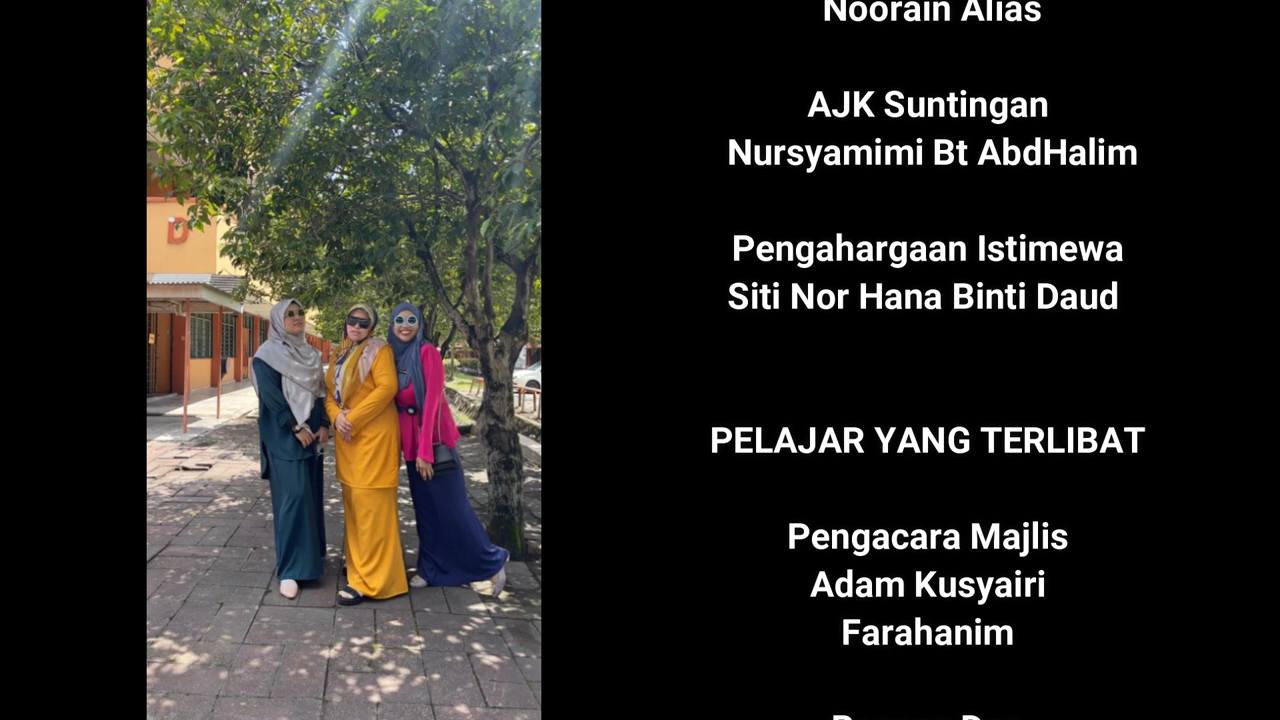 Noorain Alias
AJK Suntingan
Nursyamimi Bt AbdHalim
Pengahargaan Istimewa
Siti Nor Hana Binti Daud
PELAJAR YANG TERLIBAT
Pengacara Majlis
Adam Kusyairi
Farahanim
D